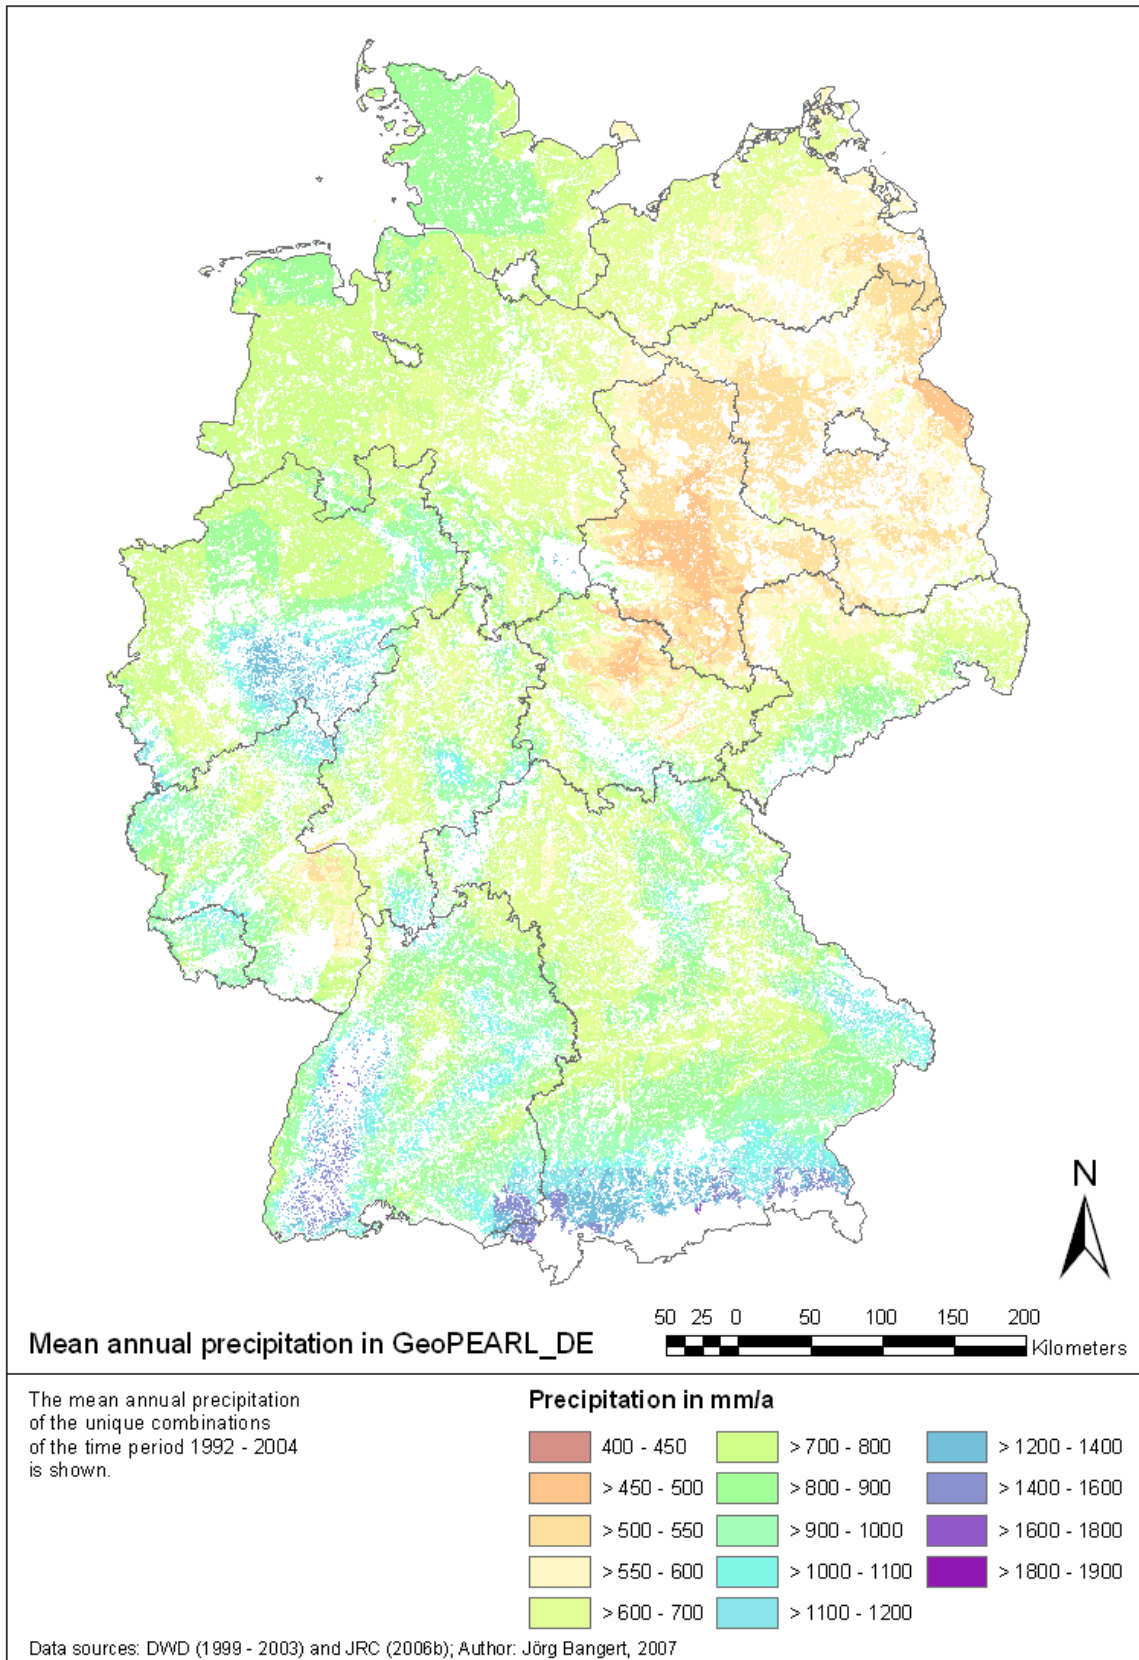 N
50 25 0 50 100 150 200
Kilometers
Mean annual precipitation in GeoPEARL_DE
The mean annual precipitation
of the unique combinations
of the time period 1992 - 2004
is shown.
Precipitation in mm/a
400 - 450
> 450 - 500
> 500 - 550
> 550 - 600
> 600 - 700
> 700 - 800
> 800 - 900
> 900 - 1000
> 1000 - 1100
> 1100 - 1200
> 1200 - 1400
> 1400 - 1600
> 1600 - 1800
> 1800 - 1900
Data sources: DWD (1999 - 2003) and JRC (2006b); Author: Jörg Bangert, 2007